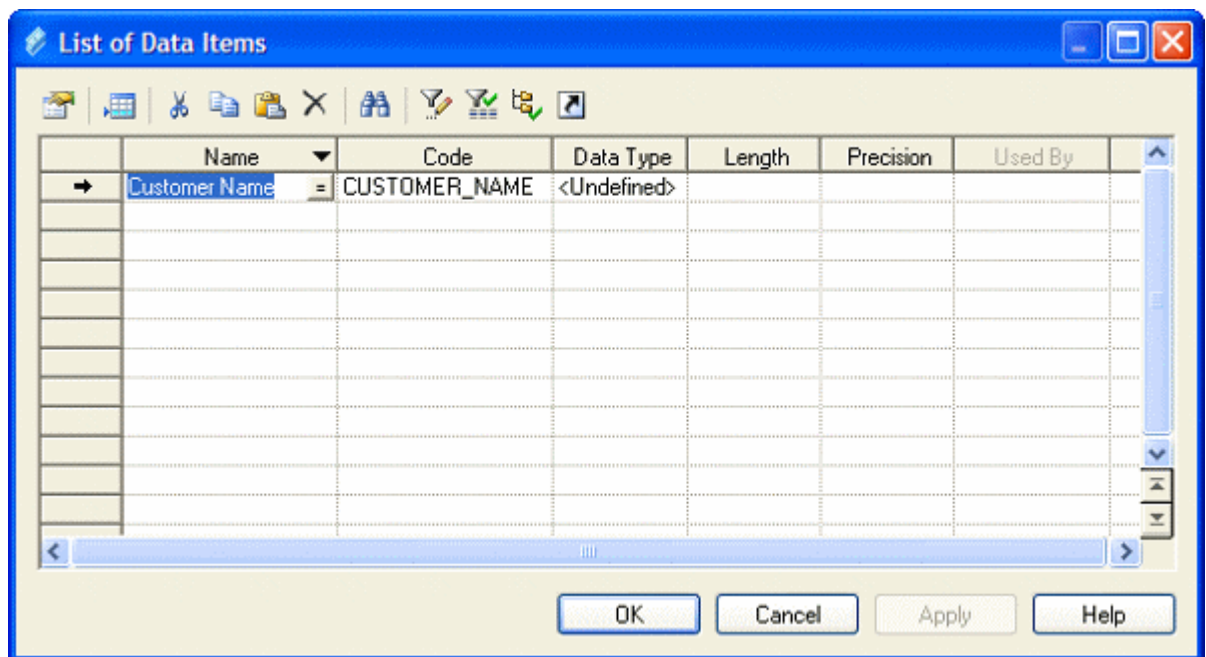 List of Data Items
Name Code Data Type Length Precision Used By
Customer Name = CUSTOMER_NAME <Undefined>
OK Cancel Apply Help